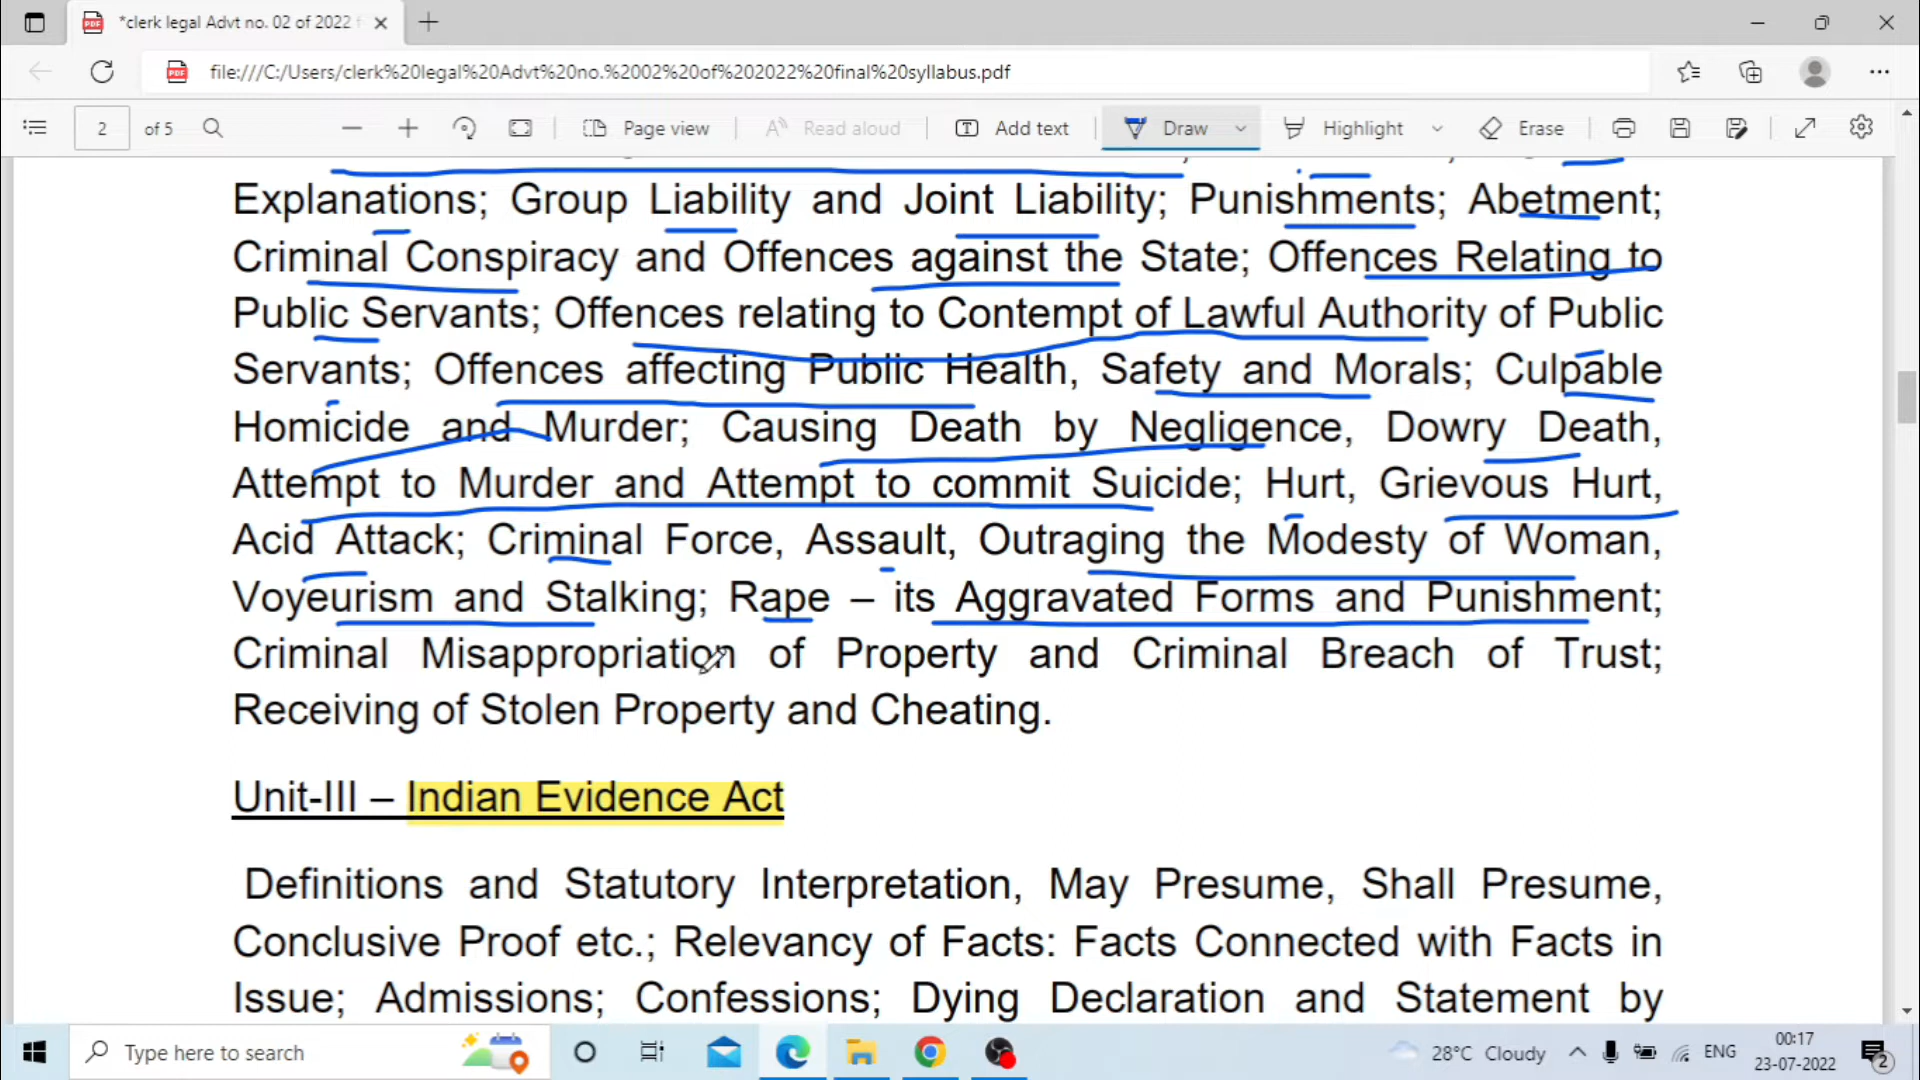 *clerk legal Advt no. 02 of 2022 f
file:///C:/Users/clerk%20legal%20Advt%20no.%2002%20of%202022%20final%20syllabus.pdf
2 of 5 Page view Read aloud Add text Draw Highlight Erase
Explanations; Group Liability and Joint Liability; Punishments; Abetment;
Criminal Conspiracy and Offences against the State; Offences Relating to
Public Servants; Offences relating to Contempt of Lawful Authority of Public
Servants; Offences affecting Public Health, Safety and Morals; Culpable
Homicide and Murder; Causing Death by Negligence, Dowry Death,
Attempt to Murder and Attempt to commit Suicide; Hurt, Grievous Hurt,
Acid Attack; Criminal Force, Assault, Outraging the Modesty of Woman,
Voyeurism and Stalking; Rape – its Aggravated Forms and Punishment;
Criminal Misappropriation of Property and Criminal Breach of Trust;
Receiving of Stolen Property and Cheating.
Unit-III – Indian Evidence Act
Definitions and Statutory Interpretation, May Presume, Shall Presume,
Conclusive Proof etc.; Relevancy of Facts: Facts Connected with Facts in
Issue; Admissions; Confessions; Dying Declaration and Statement by
Type here to search
28°C Cloudy
ENG
00:17
23-07-2022
2